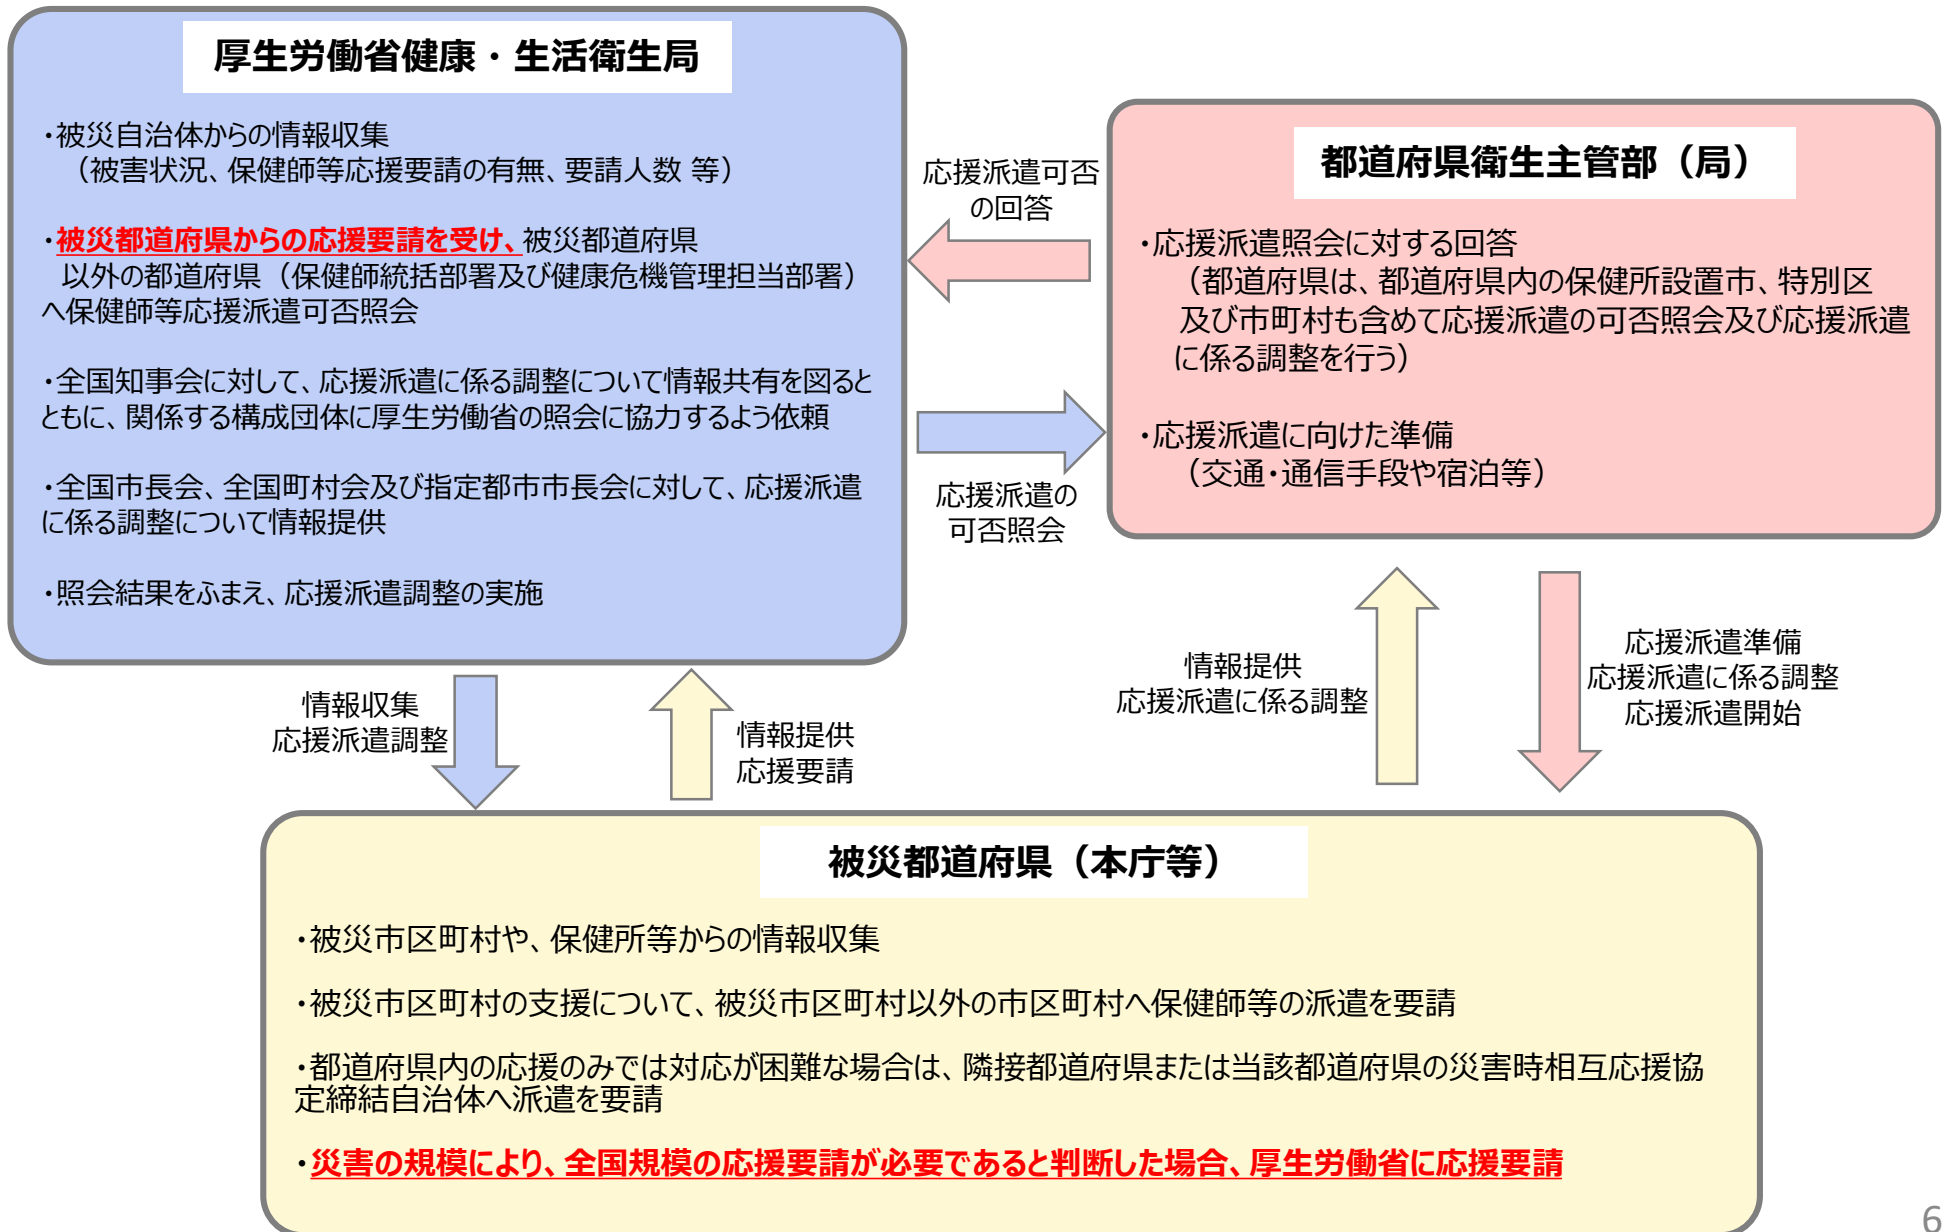 厚生労働省健康・生活衛生局
・被災自治体からの情報収集
（被害状況、保健師等応援要請の有無、要請人数 等）
・被災都道府県からの応援要請を受け、被災都道府県
以外の都道府県（保健師統括部署及び健康危機管理担当部署）
へ保健師等応援派遣可否照会
・全国知事会に対して、応援派遣に係る調整について情報共有を図ると
ともに、関係する構成団体に厚生労働省の照会に協力するよう依頼
・全国市長会、全国町村会及び指定都市市長会に対して、応援派遣
に係る調整について情報提供
・照会結果をふまえ、応援派遣調整の実施
応援派遣可否
の回答
応援派遣の
可否照会
都道府県衛生主管部（局）
・応援派遣照会に対する回答
（都道府県は、都道府県内の保健所設置市、特別区
及び市町村も含めて応援派遣の可否照会及び応援派遣
に係る調整を行う）
・応援派遣に向けた準備
（交通・通信手段や宿泊等）
情報収集
応援派遣調整
情報提供
応援要請
情報提供
応援派遣に係る調整
応援派遣準備
応援派遣に係る調整
応援派遣開始
被災都道府県（本庁等）
・被災市区町村や、保健所等からの情報収集
・被災市区町村の支援について、被災市区町村以外の市区町村へ保健師等の派遣を要請
・都道府県内の応援のみでは対応が困難な場合は、隣接都道府県または当該都道府県の災害時相互応援協
定締結自治体へ派遣を要請
・災害の規模により、全国規模の応援要請が必要であると判断した場合、厚生労働省に応援要請
6